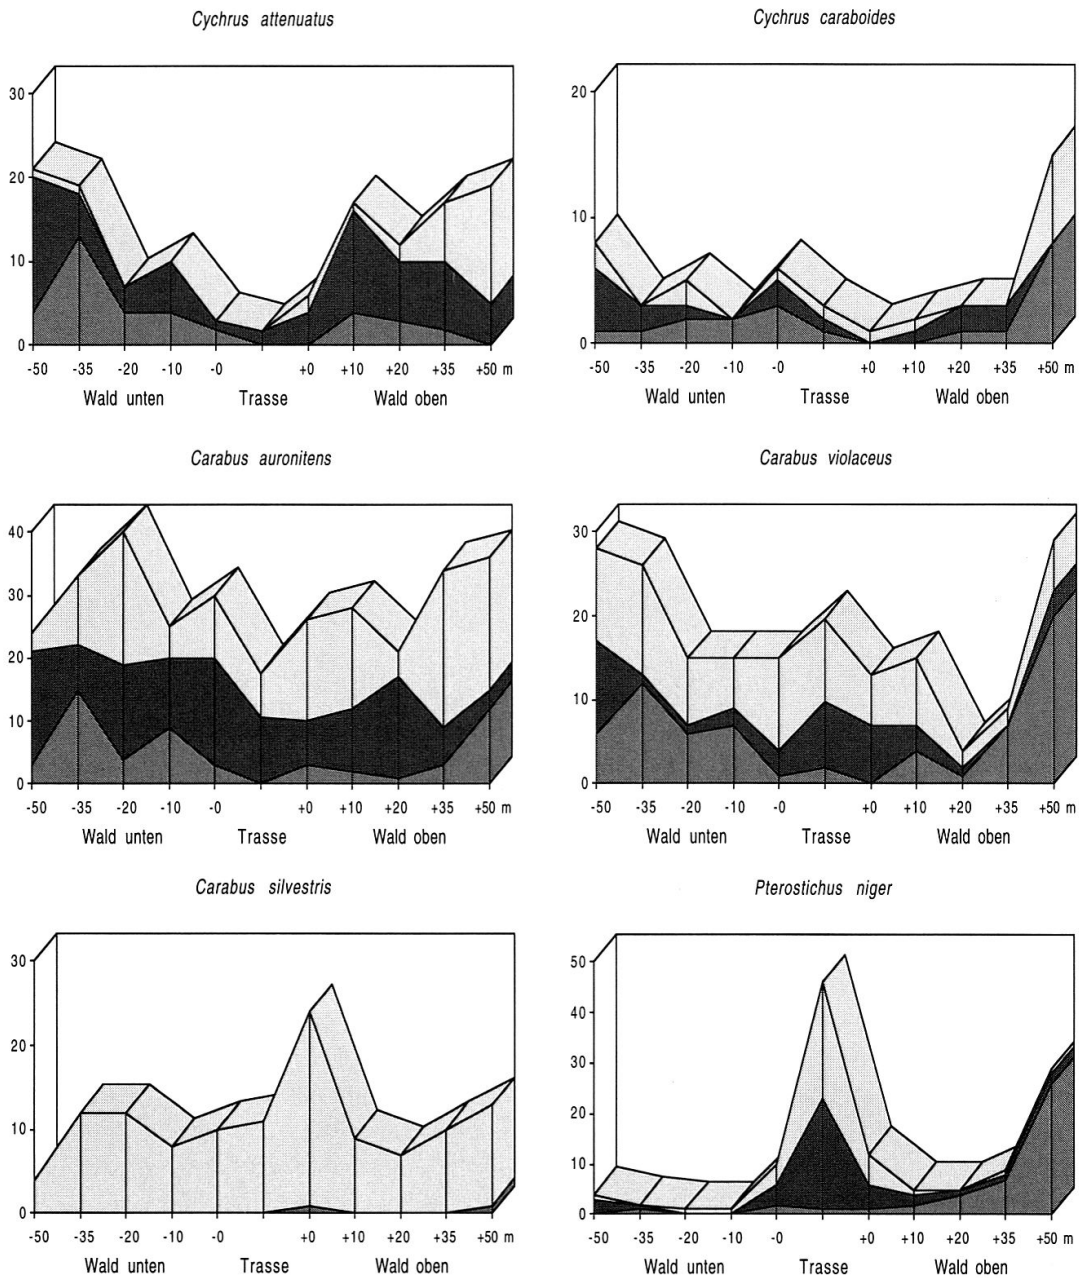 Cychrus attenuatus
30
20
10
0
-50 -35 -20 -10 -0 +0 +10 +20 +35 +50 m
Wald unten Trasse Wald oben
Cychrus caraboides
20
10
0
-50 -35 -20 -10 -0 +0 +10 +20 +35 +50 m
Wald unten Trasse Wald oben
Carabus auronitens
40
30
20
10
0
-50 -35 -20 -10 -0 +0 +10 +20 +35 +50 m
Wald unten Trasse Wald oben
Carabus violaceus
30
20
10
0
-50 -35 -20 -10 -0 +0 +10 +20 +35 +50 m
Wald unten Trasse Wald oben
Carabus silvestris
30
20
10
0
-50 -35 -20 -10 -0 +0 +10 +20 +35 +50 m
Wald unten Trasse Wald oben
Pterostichus niger
50
40
30
20
10
0
-50 -35 -20 -10 -0 +0 +10 +20 +35 +50 m
Wald unten Trasse Wald oben